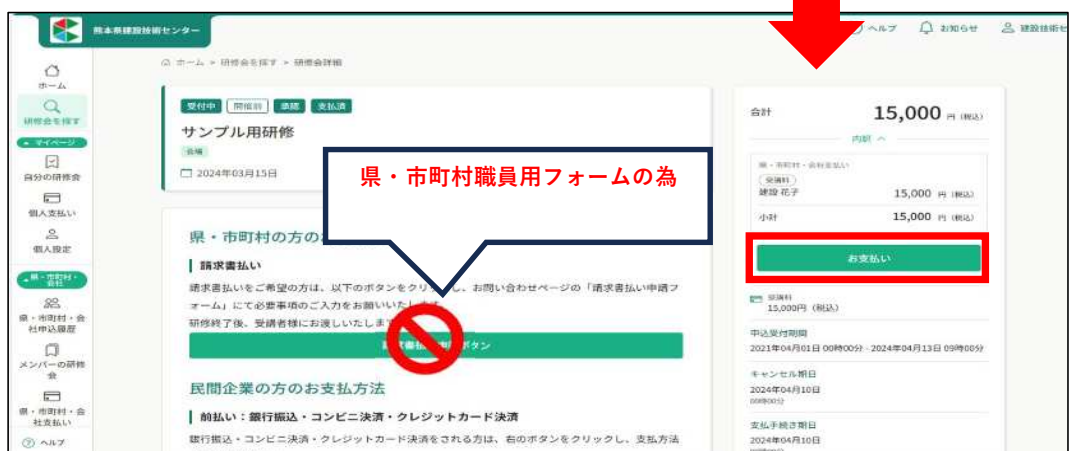 熊本県建設技術センター
ヘルプ
お知らせ
建設技術セ
ホーム
研修会を探す
マイページ
自分の研修会
個人支払い
個人設定
県・市町村・会社
県・市町村・会社申込履歴
メンバーの研修会
県・市町村・会社支払い
ヘルプ
ホーム > 研修会を探す > 研修会詳細
受付中 開催前 承認 支払済
サンプル用研修
会場
2024年03月15日
県・市町村職員用フォームの為
県・市町村の方のお
請求書払い
請求書払いをご希望の方は、以下のボタンをクリックし、お問い合わせページの「請求書払い申請フ
ォーム」にて必要事項のご入力をお願いいたします
研修終了後、受講者様にお渡しいたします
ボタン
民間企業の方のお支払方法
前払い：銀行振込・コンビニ決済・クレジットカード決済
銀行振込・コンビニ決済・クレジットカード決済をされる方は、右のボタンをクリックし、支払方法
合計 15,000 円 (税込)
内訳
県・市町村・会社支払い
受講料
建設 花子 15,000 円 (税込)
小計 15,000 円 (税込)
お支払い
受講料
15,000円 (税込)
申込受付期間
2021年04月01日 00時00分 - 2024年04月13日 09時00分
キャンセル期日
2024年04月10日
00時00分
支払手続き期日
2024年04月10日